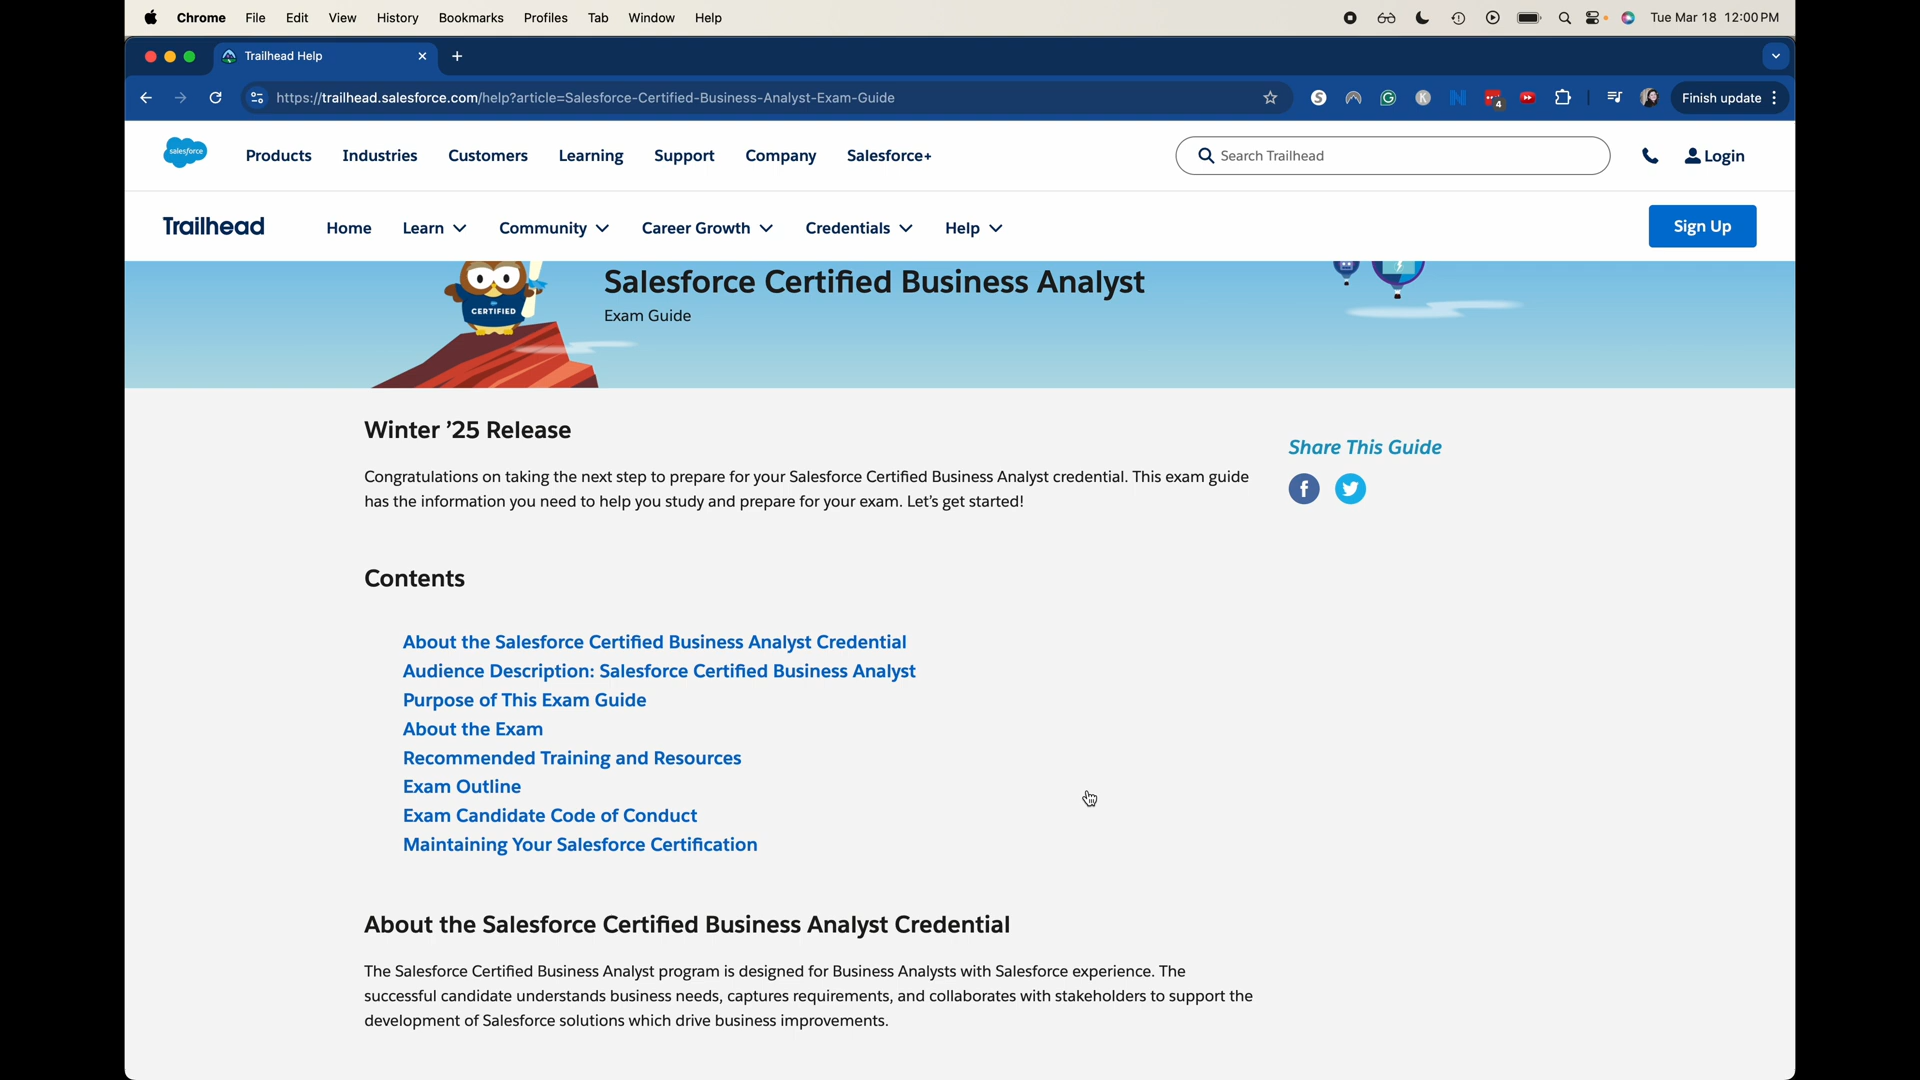 Chrome File Edit View History Bookmarks Profiles Tab Window Help Tue Mar 18 12:00 PM
Trailhead Help
https://trailhead.salesforce.com/help?article=Salesforce-Certified-Business-Analyst-Exam-Guide
4
Finish update
salesforce Products Industries Customers Learning Support Company Salesforce+ Search Trailhead Login
Trailhead Home Learn Community Career Growth Credentials Help Sign Up
Salesforce Certified Business Analyst
Exam Guide
CERTIFIED
Winter ’25 Release
Share This Guide
Congratulations on taking the next step to prepare for your Salesforce Certified Business Analyst credential. This exam guide
has the information you need to help you study and prepare for your exam. Let’s get started!
Contents
About the Salesforce Certified Business Analyst Credential
Audience Description: Salesforce Certified Business Analyst
Purpose of This Exam Guide
About the Exam
Recommended Training and Resources
Exam Outline
Exam Candidate Code of Conduct
Maintaining Your Salesforce Certification
About the Salesforce Certified Business Analyst Credential
The Salesforce Certified Business Analyst program is designed for Business Analysts with Salesforce experience. The
successful candidate understands business needs, captures requirements, and collaborates with stakeholders to support the
development of Salesforce solutions which drive business improvements.